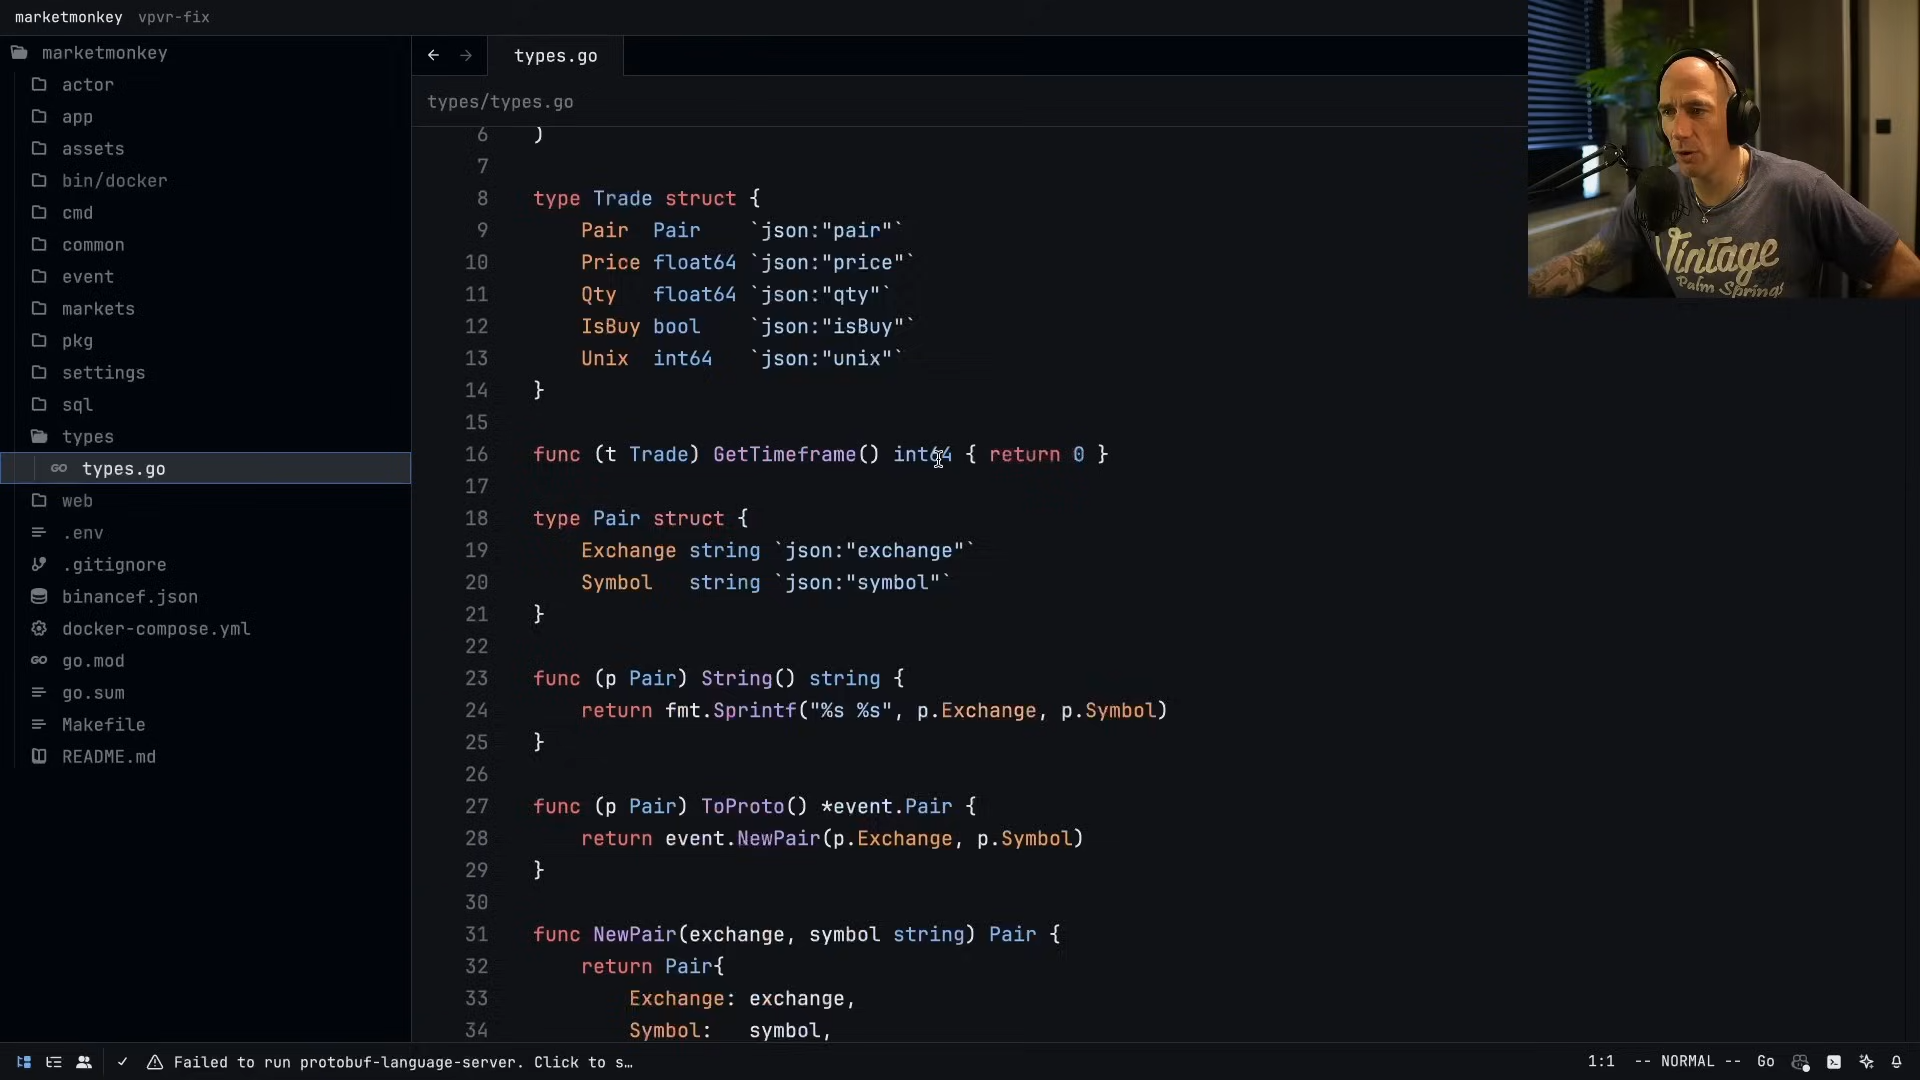 marketmonkey vpvr-fix
marketmonkey
actor
app
assets
bin/docker
cmd
common
event
markets
pkg
settings
sql
types
types.go
web
.env
.gitignore
binancef.json
docker-compose.yml
go.mod
go.sum
Makefile
README.md
types.go
types/types.go
6 )
7
8 type Trade struct {
9 Pair Pair `json:"pair"`
10 Price float64 `json:"price"`
11 Qty float64 `json:"qty"`
12 IsBuy bool `json:"isBuy"`
13 Unix int64 `json:"unix"`
14 }
15
16 func (t Trade) GetTimeframe() int64 { return 0 }
17
18 type Pair struct {
19 Exchange string `json:"exchange"`
20 Symbol string `json:"symbol"`
21 }
22
23 func (p Pair) String() string {
24 return fmt.Sprintf("%s %s", p.Exchange, p.Symbol)
25 }
26
27 func (p Pair) ToProto() *event.Pair {
28 return event.NewPair(p.Exchange, p.Symbol)
29 }
30
31 func NewPair(exchange, symbol string) Pair {
32 return Pair{
33 Exchange: exchange,
34 Symbol: symbol,
Vintage
Palm Springs
Failed to run protobuf-language-server. Click to s…
1:1 -- NORMAL -- Go